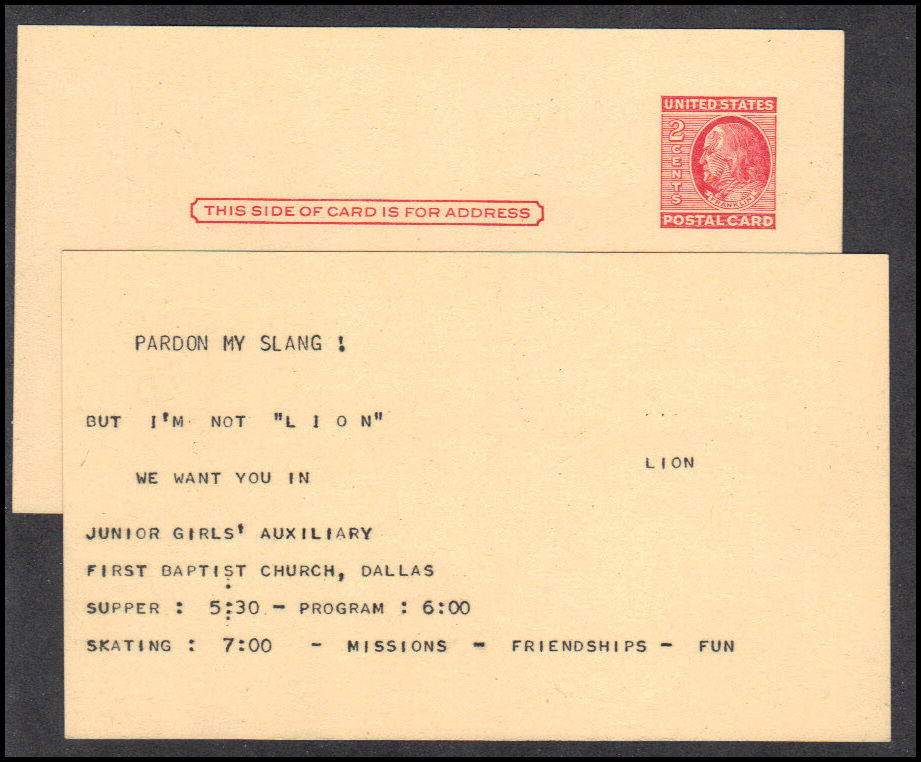 UNITED STATES
2 CENTS
FRANKLIN
POSTAL CARD
THIS SIDE OF CARD IS FOR ADDRESS
PARDON MY SLANG !
BUT I'M NOT "L I O N"
LION
WE WANT YOU IN
JUNIOR GIRLS' AUXILIARY
FIRST BAPTIST CHURCH, DALLAS
SUPPER : 5:30 - PROGRAM : 6:00
SKATING : 7:00 - MISSIONS - FRIENDSHIPS - FUN